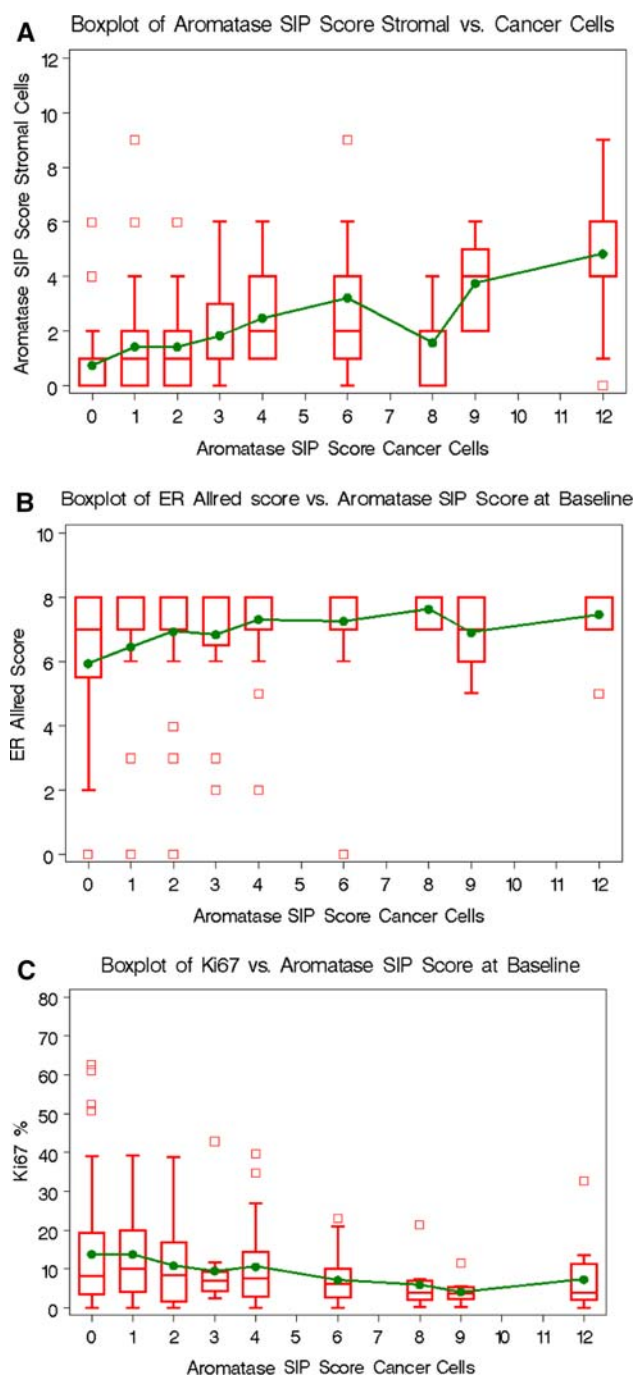 A Boxplot of Aromatase SIP Score Stromal vs. Cancer Cells
Aromatase SIP Score Stromal Cells
12
10
8
6
4
2
0
0 1 2 3 4 5 6 7 8 9 10 11 12
Aromatase SIP Score Cancer Cells
B Boxplot of ER Allred score vs. Aromatase SIP Score at Baseline
ER Allred Score
10
8
6
4
2
0
0 1 2 3 4 5 6 7 8 9 10 11 12
Aromatase SIP Score Cancer Cells
C Boxplot of Ki67 vs. Aromatase SIP Score at Baseline
Ki67 %
80
70
60
50
40
30
20
10
0
0 1 2 3 4 5 6 7 8 9 10 11 12
Aromatase SIP Score Cancer Cells